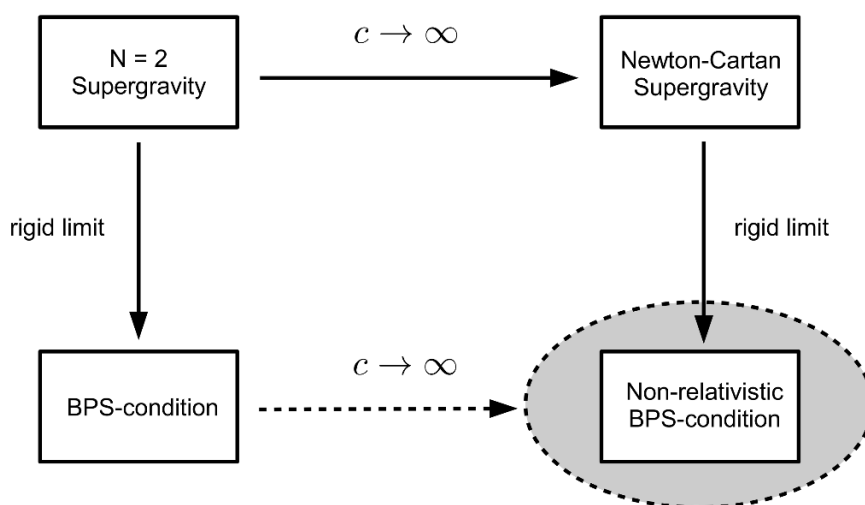 c → ∞
N = 2
Supergravity
Newton-Cartan
Supergravity
rigid limit
rigid limit
c → ∞
BPS-condition
Non-relativistic
BPS-condition